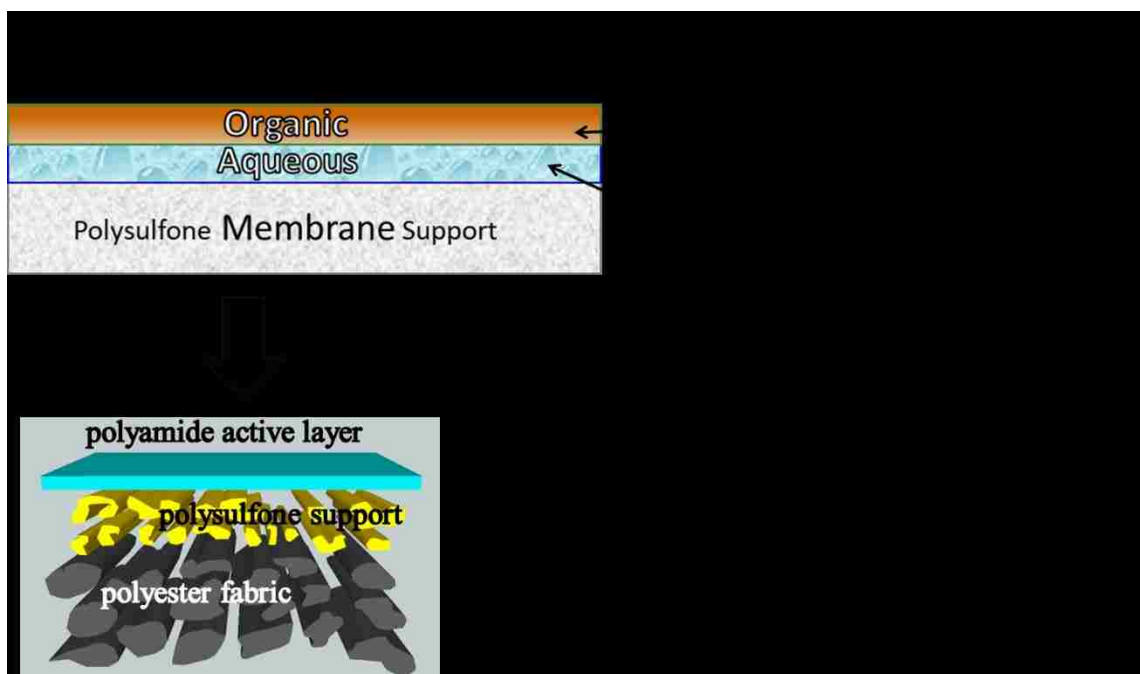 Organic
Aqueous
Polysulfone Membrane Support
polyamide active layer
polysulfone support
polyester fabric